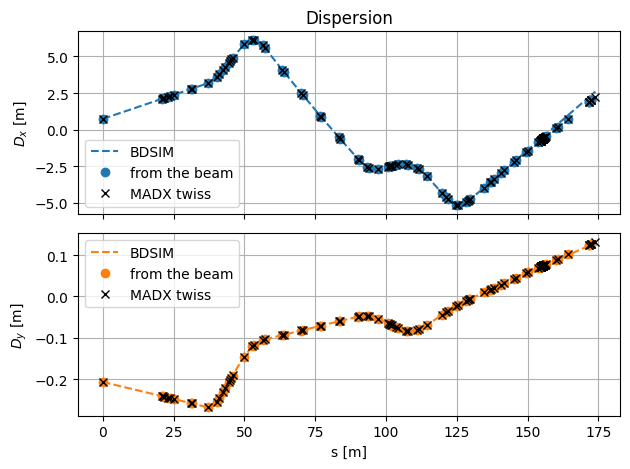 Dispersion
5.0
2.5
0.0
−2.5
−5.0
D_x [m]
BDSIM
from the beam
MADX twiss
0.1
0.0
−0.1
−0.2
D_y [m]
BDSIM
from the beam
MADX twiss
0 25 50 75 100 125 150 175
s [m]